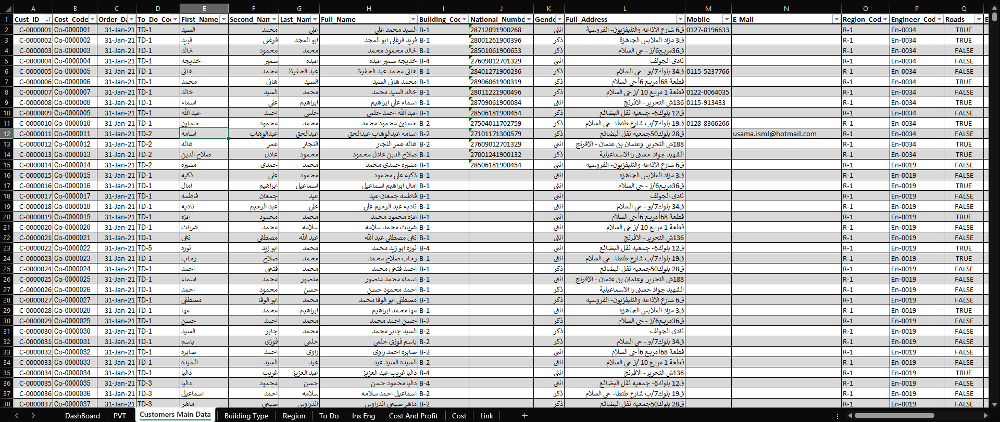 A B C D E F G H I J K L M N O P Q
1 Cust_ID Cost_Code Order_Da To_Do_Co First_Name Second_Nam Last_Nam Full_Name Building_Co National_Numbe Gende Full_Address Mobile E-Mail Region_Cod Engineer_Cod Roads E
2 C-0000001 Co-0000001 31-Jan-21 TD-1 السيد محمد على السيد محمد على B-1 28712091900268 انثى ق6 شارع الاذاعه والتليفزيون- الفروسية 0127-8196633 R-1 En-0034 TRUE
3 C-0000002 Co-0000002 31-Jan-21 TD-1 فريد فرغلى ابو المجد فريد فرغلى ابو المجد B-1 28001261900396 ذكر ق3 مزاد الملابس الجاهزة R-1 En-0034 TRUE
4 C-0000003 Co-0000003 31-Jan-21 TD-1 خالد محمود محمد خالد محمود محمد B-1 28501061900653 ذكر ق36مربع6/ز - حى السلام R-1 En-0034 FALSE
5 C-0000004 Co-0000004 31-Jan-21 TD-1 خديجه سمير عبده خديجه سمير عبده B-4 27609012701329 انثى نادى الجولف R-1 En-0034 FALSE
6 C-0000005 Co-0000005 31-Jan-21 TD-1 هانى محمد عبد الحفيظ هانى محمد عبد الحفيظ B-1 28401271900236 ذكر ق34 بلوك7/و - حى السلام 0115-5237766 R-1 En-0034 FALSE
7 C-0000006 Co-0000006 31-Jan-21 TD-1 محمد هانى السيد محمد هانى السيد B-1 28906061900319 ذكر قطعة 68أ مربع 6أ حى السلام R-1 En-0034 TRUE
8 C-0000007 Co-0000007 31-Jan-21 TD-1 خالد السيد محمد خالد السيد محمد B-1 28011221900496 ذكر قطعة 1 مربع 10 /ز حى السلام 0122-0064035 R-1 En-0034 FALSE
9 C-0000008 Co-0000008 31-Jan-21 TD-1 اسماء على ابراهيم اسماء على ابراهيم B-1 28709061900084 انثى 136ش التحرير- الافرنج 0115-913433 R-1 En-0034 TRUE
10 C-0000009 Co-0000009 31-Jan-21 TD-1 عبد الله احمد حلمى عبد الله احمد حلمى B-1 28506181900454 ذكر ق12 بلوك6- جمعيه نقل البضائع R-1 En-0034 FALSE
11 C-0000010 Co-0000010 31-Jan-21 TD-1 حسنين محمود محمد حسنين محمود محمد B-2 27504011702759 ذكر ق19 بلوك7/ب شارع طنطا- حى السلام 0128-8366266 R-1 En-0034 FALSE
12 C-0000011 Co-0000011 31-Jan-21 TD-2 اسامه عبدالوهاب عبدالحق اسامه عبدالوهاب عبدالحق B-2 27101171300579 ذكر ق28 بلوك50جمعيه نقل البضائع usama.isml@hotmail.com R-1 En-0034 FALSE
13 C-0000012 Co-0000012 31-Jan-21 TD-2 هاله عمر النجار هاله عمر النجار B-2 27609012701329 انثى 188ش التحرير وعثمان بن عثمان - الافرنج R-1 En-0034 TRUE
14 C-0000013 Co-0000013 31-Jan-21 TD-2 صلاح الدين عادل محمود صلاح الدين عادل محمود B-1 27001241900132 ذكر الشهيد جواد حسنى را الاسماعيلية R-1 En-0034 TRUE
15 C-0000014 Co-0000014 31-Jan-21 TD-2 مشيره حمدى محمد مشيره حمدى محمد B-1 28506181900454 انثى ق6 شارع الاذاعه والتليفزيون- الفروسيه R-1 En-0019 FALSE
16 C-0000015 Co-0000015 31-Jan-21 TD-1 ذكيه على محمود ذكيه على محمود B-1 انثى ق3 مزاد الملابس الجاهزه R-1 En-0019 FALSE
17 C-0000016 Co-0000016 31-Jan-21 TD-1 امال ابراهيم اسماعيل امال ابراهيم اسماعيل B-1 انثى ق36مربع6/ز - حى السلام R-1 En-0019 TRUE
18 C-0000017 Co-0000017 31-Jan-21 TD-1 فاطمه جمعان عيد فاطمه جمعان عيد B-1 انثى نادى الجولف R-1 En-0019 FALSE
19 C-0000018 Co-0000018 31-Jan-21 TD-1 ناديه عبد الرحيم على ناديه عبد الرحيم على B-1 انثى ق34 بلوك7/و - حى السلام R-1 En-0019 FALSE
20 C-0000019 Co-0000019 31-Jan-21 TD-1 عزه محمود محمد عزه محمود محمد B-1 انثى قطعة 68أ مربع 6أ حى السلام R-1 En-0019 TRUE
21 C-0000020 Co-0000020 31-Jan-21 TD-1 شربات محمد سلامه شربات محمد سلامه B-1 انثى قطعة 1 مربع 10 /ز حى السلام R-1 En-0019 FALSE
22 C-0000021 Co-0000021 31-Jan-21 TD-1 نهى مصطفى عبد الله نهى مصطفى عبد الله B-1 انثى 136ش التحرير- الافرنج R-1 En-0019 FALSE
23 C-0000022 Co-0000022 31-Jan-21 TD-5 نوره ابو زيد محمد نوره ابو زيد محمد B-4 انثى ق12 بلوك6- جمعيه نقل البضائع R-1 En-0019 TRUE
24 C-0000023 Co-0000023 31-Jan-21 TD-1 رحاب صلاح محمد رحاب صلاح محمد B-1 انثى ق19 بلوك7/ب شارع طنطا- حى السلام R-1 En-0019 TRUE
25 C-0000024 Co-0000024 31-Jan-21 TD-1 احمد فتحى محمد احمد فتحى محمد B-1 ذكر ق28 بلوك50جمعيه نقل البضائع R-1 En-0019 FALSE
26 C-0000025 Co-0000025 31-Jan-21 TD-1 اسماء محمد منصور اسماء محمد منصور B-1 انثى 188ش التحرير وعثمان بن عثمان - الافرنج R-1 En-0019 FALSE
27 C-0000026 Co-0000026 31-Jan-21 TD-1 احمد محمود حسن احمد محمود حسن B-1 ذكر الشهيد جواد حسنى را الاسماعيلية R-1 En-0019 FALSE
28 C-0000027 Co-0000027 31-Jan-21 TD-1 مصطفى ابو الوفا محمد مصطفى ابو الوفا محمد B-1 ذكر ق6 شارع الاذاعه والتليفزيون- الفروسيه R-1 En-0019 FALSE
29 C-0000028 Co-0000028 31-Jan-21 TD-1 مها محمد ابراهيم مها محمد ابراهيم B-1 انثى ق3 مزاد الملابس الجاهزه R-1 En-0019 TRUE
30 C-0000029 Co-0000029 31-Jan-21 TD-1 حسن احمد محمد حسن احمد محمد B-2 ذكر ق36مربع6/ز - حى السلام R-1 En-0019 FALSE
31 C-0000030 Co-0000030 31-Jan-21 TD-1 السيد جابر محمد السيد جابر محمد B-2 ذكر نادى الجولف R-1 En-0019 FALSE
32 C-0000031 Co-0000031 31-Jan-21 TD-1 باسم فوزى حلمى باسم فوزى حلمى B-2 ذكر ق34 بلوك7/و - حى السلام R-1 En-0019 FALSE
33 C-0000032 Co-0000032 31-Jan-21 TD-1 صابره احمد راوى صابره احمد راوى B-2 انثى قطعة 68أ مربع 6أ حى السلام R-1 En-0019 FALSE
34 C-0000033 Co-0000033 31-Jan-21 TD-1 السيده السيد عيد السيده السيد عيد B-2 انثى قطعة 1 مربع 10 /ز حى السلام R-1 En-0019 FALSE
35 C-0000034 Co-0000034 31-Jan-21 TD-1 داليا غريب عبد العزيز داليا غريب عبد العزيز B-4 انثى 136ش التحرير- الافرنج R-1 En-0019 TRUE
36 C-0000035 Co-0000035 31-Jan-21 TD-3 داليا محمود حسن داليا محمود حسن B-4 انثى ق12 بلوك6- جمعيه نقل البضائع R-1 En-0019 FALSE
37 C-0000036 Co-0000036 31-Jan-21 TD-3 اسماعيل احمد سلامه اسماعيل احمد سلامه B-2 ذكر ق19 بلوك7/ب شارع طنطا- حى السلام R-1 En-0019 FALSE
38 C-0000037 Co-0000037 31-Jan-21 TD-3 ماهر صبحى اندراوس ماهر صبحى اندراوس B-2 ذكر ق28 بلوك50جمعيه نقل البضائع R-1 En-0019 FALSE
DashBoard PVT Customers Main Data Building Type Region To Do Ins Eng Cost And Profit Cost Link